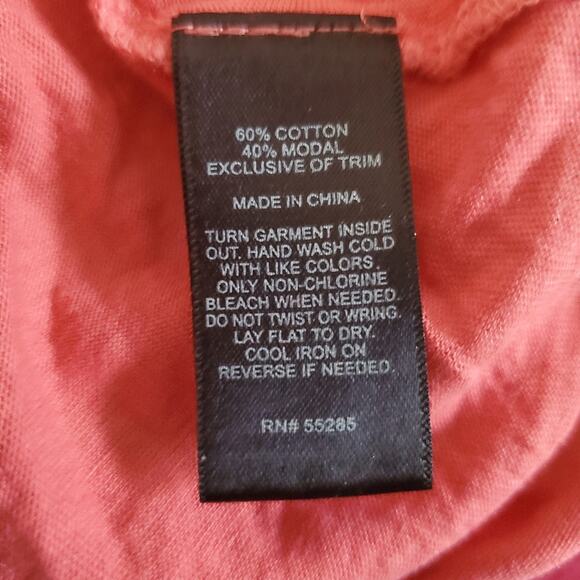 60% COTTON
40% MODAL
EXCLUSIVE OF TRIM
MADE IN CHINA
TURN GARMENT INSIDE
OUT. HAND WASH COLD
WITH LIKE COLORS.
ONLY NON-CHLORINE
BLEACH WHEN NEEDED.
DO NOT TWIST OR WRING.
LAY FLAT TO DRY.
COOL IRON ON
REVERSE IF NEEDED.
RN# 55285